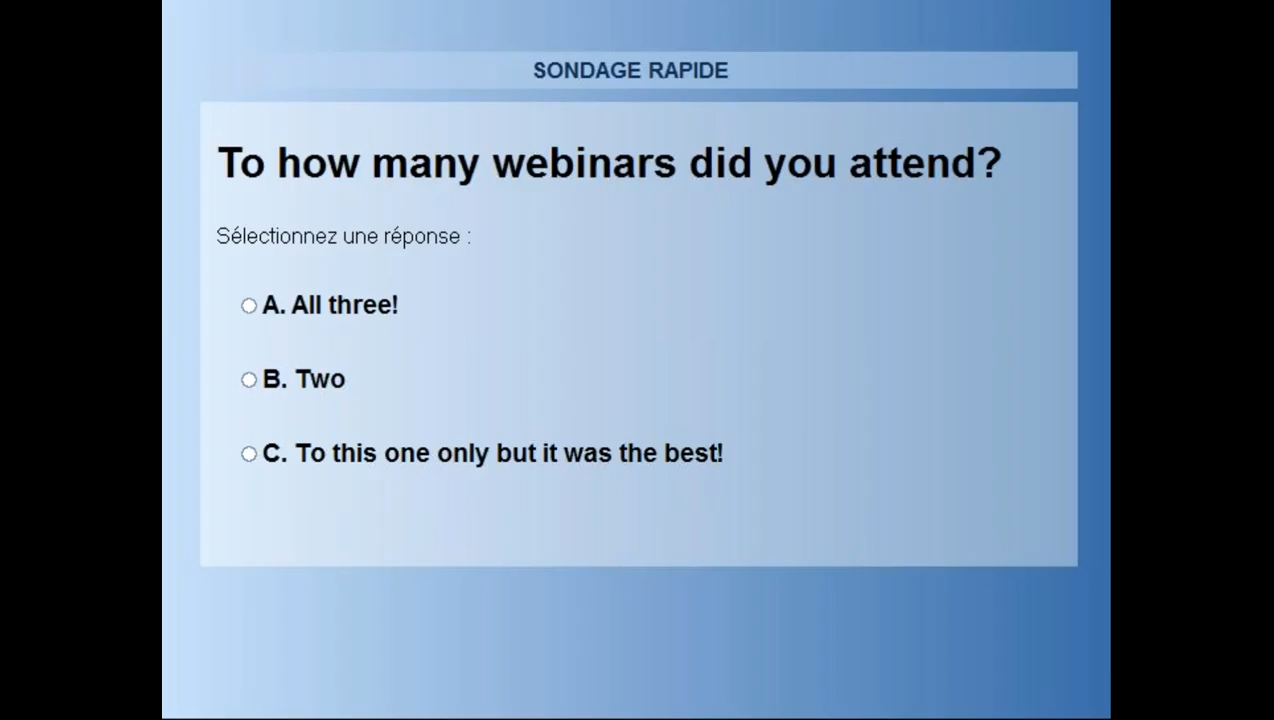 SONDAGE RAPIDE
To how many webinars did you attend?
Sélectionnez une réponse :
A. All three!
B. Two
C. To this one only but it was the best!